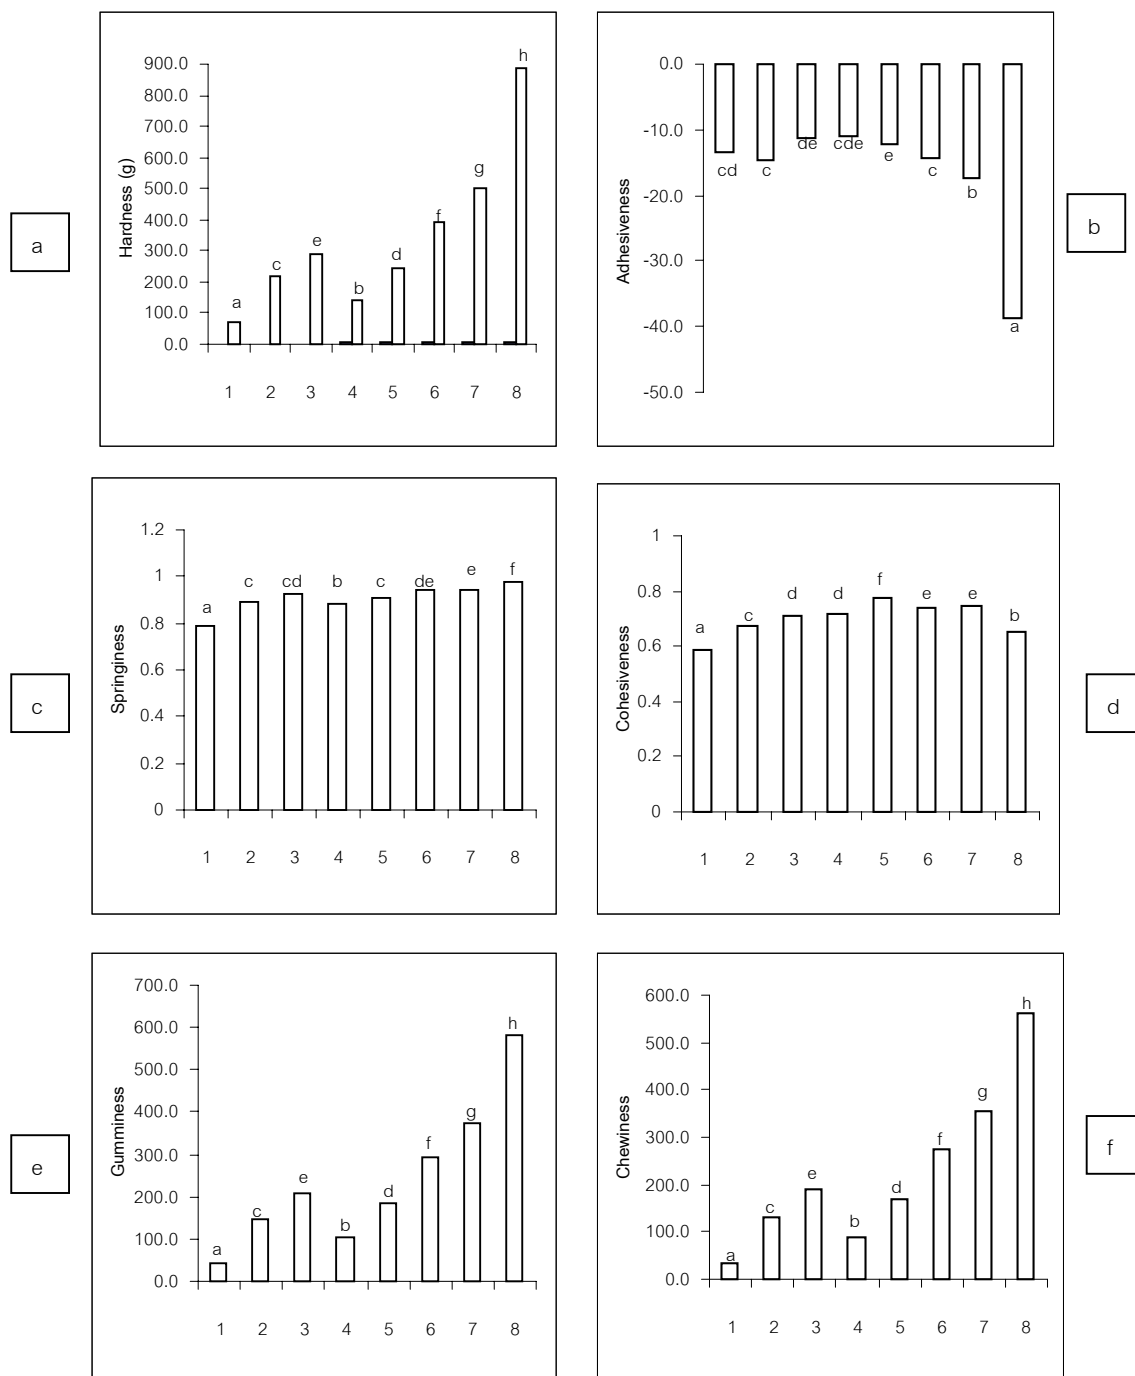 a
Hardness (g)
900.0
800.0
700.0
600.0
500.0
400.0
300.0
200.0
100.0
0.0
a
c
e
b
d
f
g
h
1 2 3 4 5 6 7 8
b
Adhesiveness
0.0
-10.0
-20.0
-30.0
-40.0
-50.0
cd
c
de
cde
e
c
b
a
c
Springiness
1.2
1
0.8
0.6
0.4
0.2
0
a
c
cd
b
c
de
e
f
1 2 3 4 5 6 7 8
d
Cohesiveness
1
0.8
0.6
0.4
0.2
0
a
c
d
d
f
e
e
b
1 2 3 4 5 6 7 8
e
Gumminess
700.0
600.0
500.0
400.0
300.0
200.0
100.0
0.0
a
c
e
b
d
f
g
h
1 2 3 4 5 6 7 8
f
Chewiness
600.0
500.0
400.0
300.0
200.0
100.0
0.0
a
c
e
b
d
f
g
h
1 2 3 4 5 6 7 8